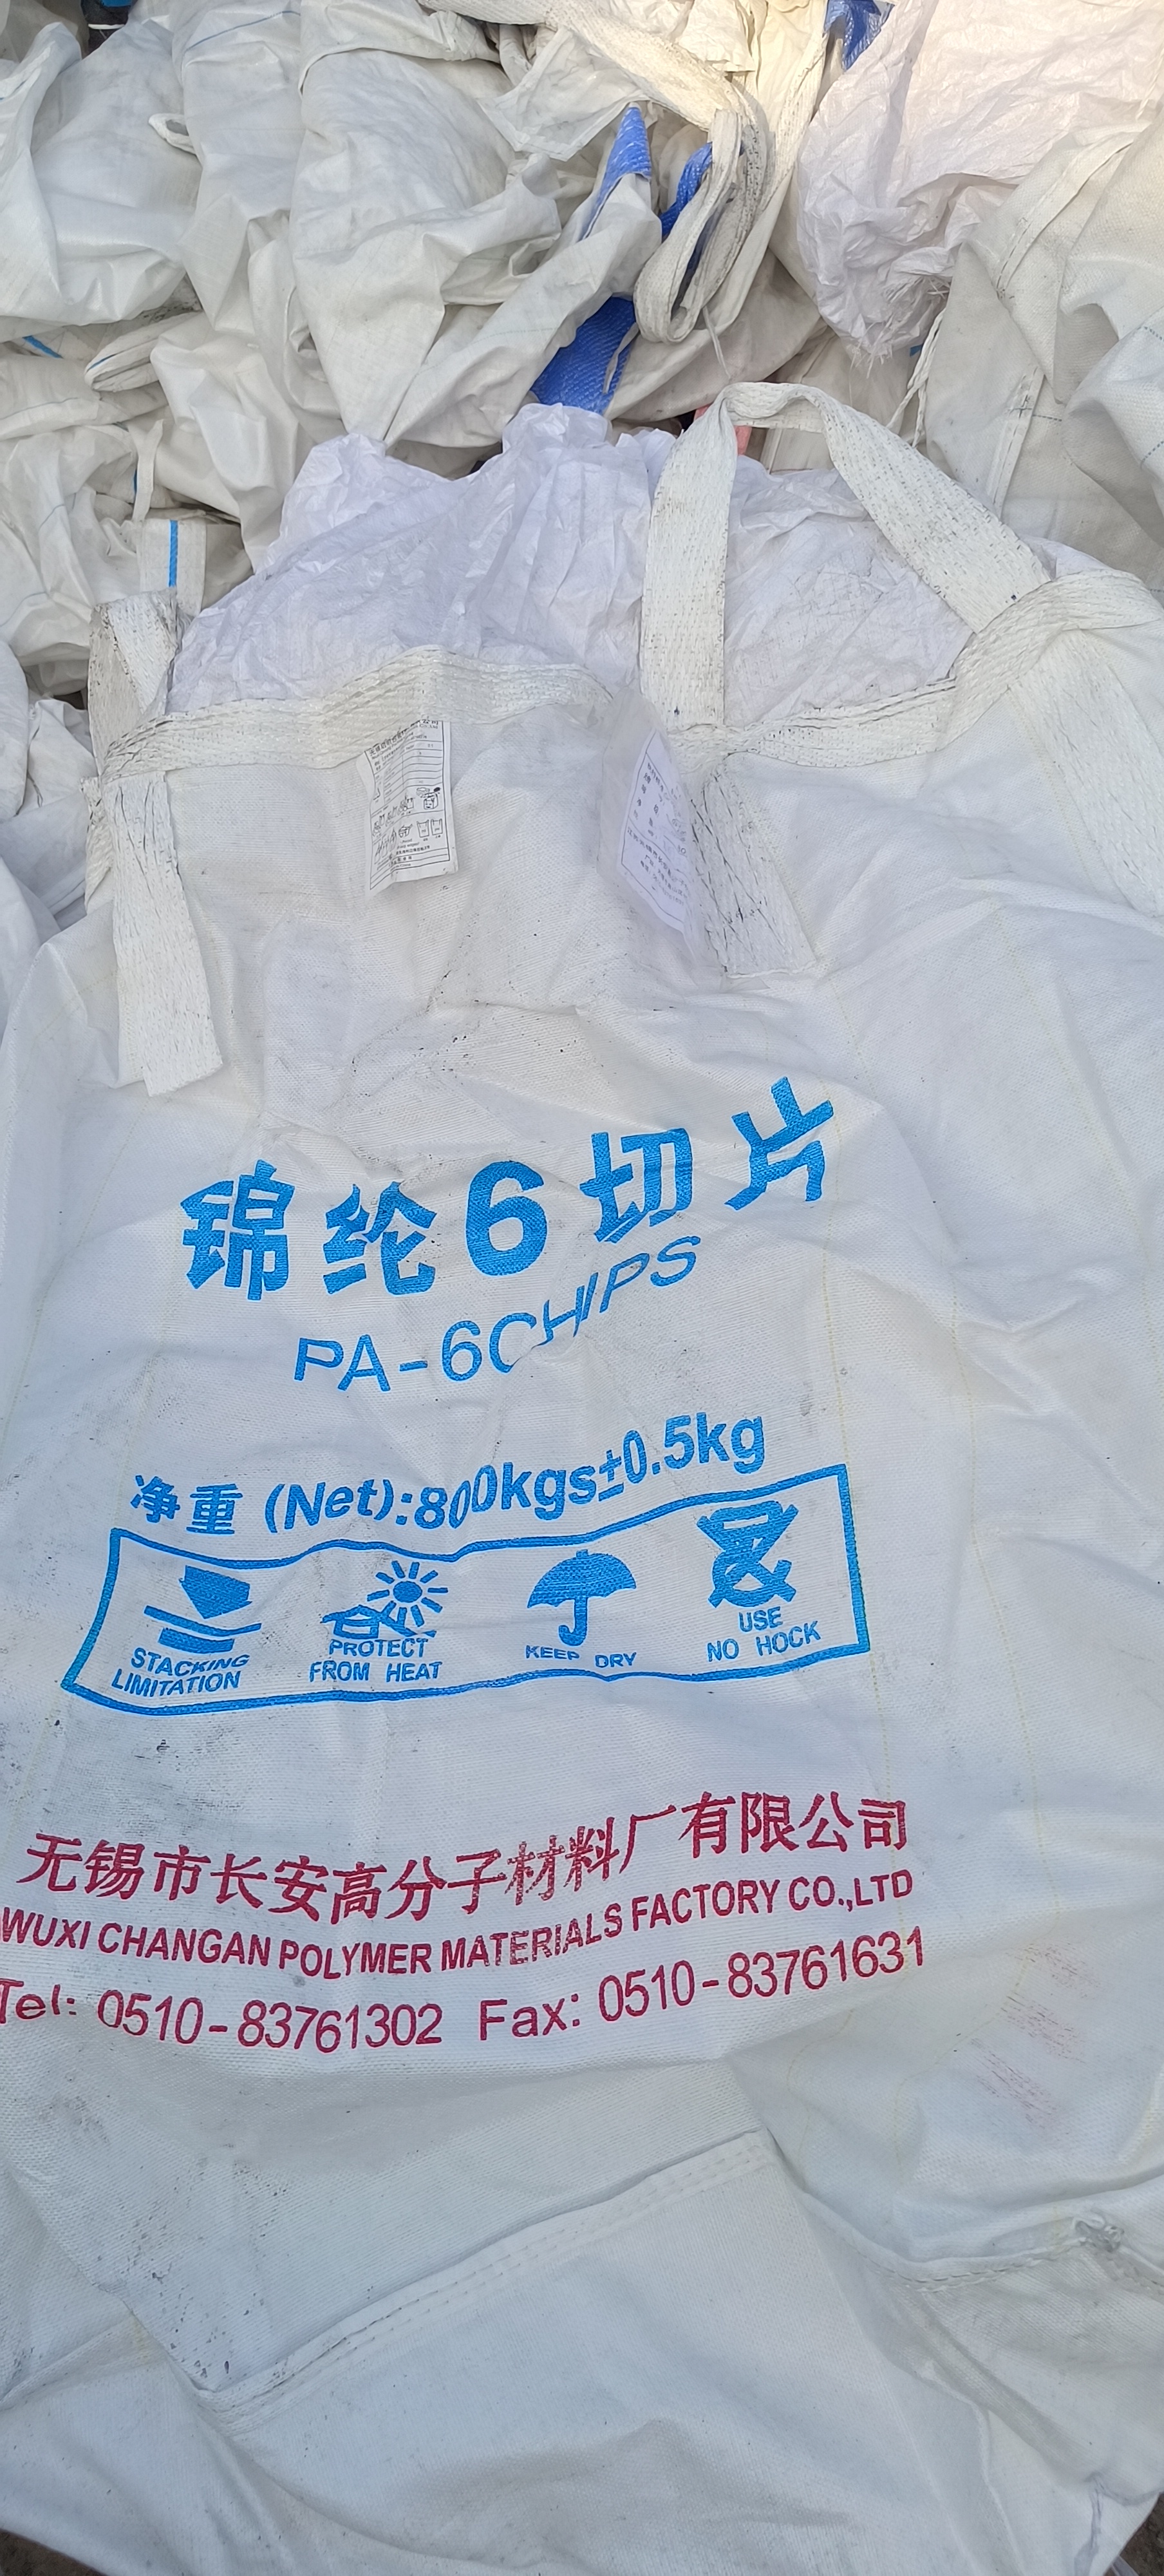 锦纶6切片
PA-6CHIPS
净重 (Net):800kgs±0.5kg
STACKING LIMITATION
PROTECT FROM HEAT
KEEP DRY
USE NO HOCK
无锡市长安高分子材料厂有限公司
WUXI CHANGAN POLYMER MATERIALS FACTORY CO.,LTD
Tel: 0510-83761302 Fax: 0510-83761631